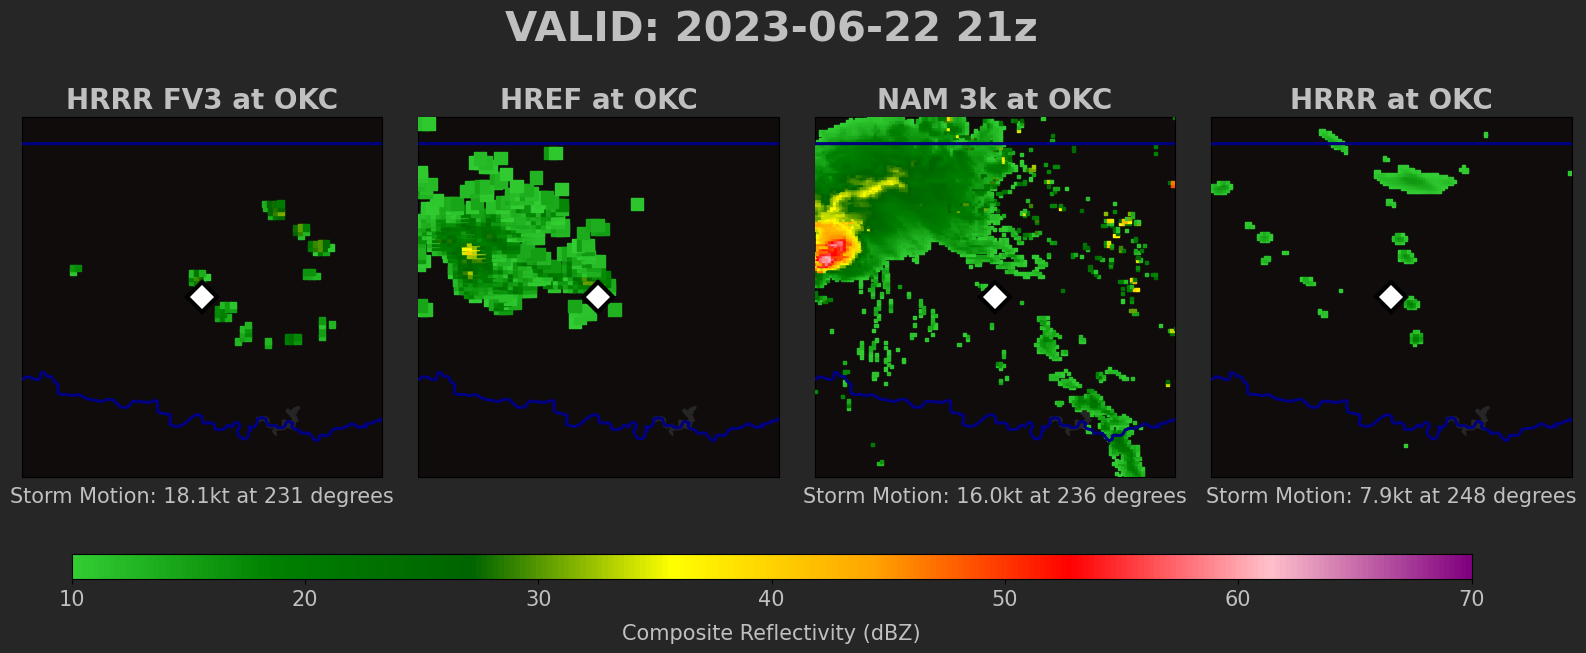 VALID: 2023-06-22 21z
HRRR FV3 at OKC
HREF at OKC
NAM 3k at OKC
HRRR at OKC
Storm Motion: 18.1kt at 231 degrees
Storm Motion: 16.0kt at 236 degrees
Storm Motion: 7.9kt at 248 degrees
10 20 30 40 50 60 70
Composite Reflectivity (dBZ)